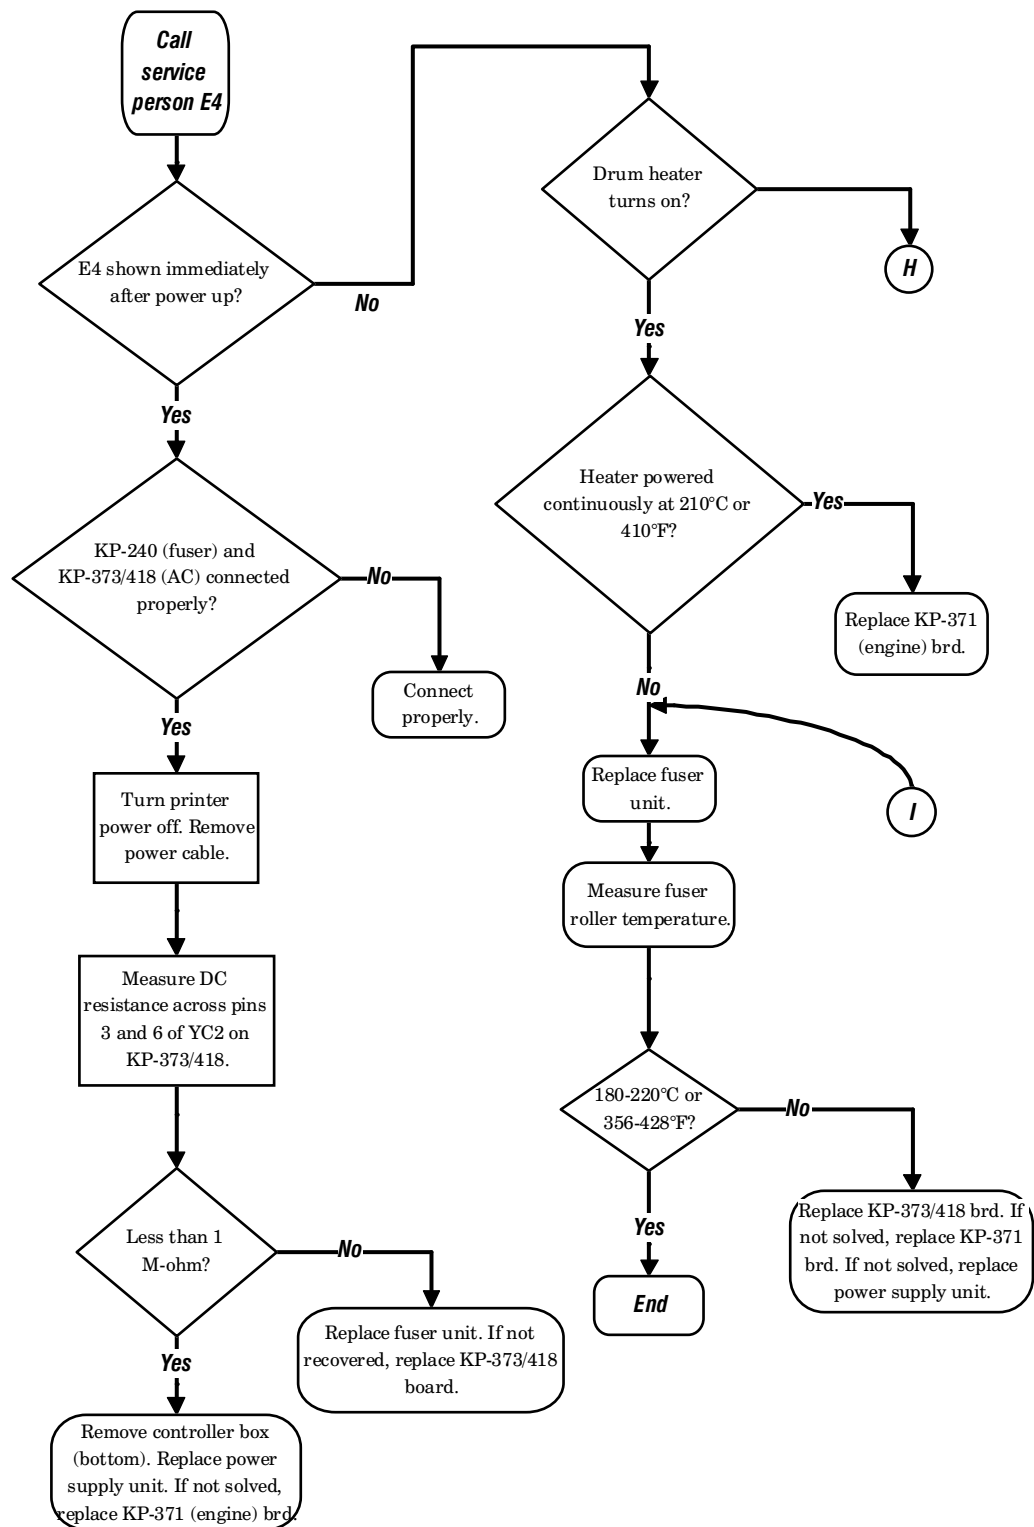 Call
service
person E4
E4 shown immediately
after power up?
No
Yes
KP-240 (fuser) and
KP-373/418 (AC) connected
properly?
No
Connect
properly.
Yes
Turn printer
power off. Remove
power cable.
Measure DC
resistance across pins
3 and 6 of YC2 on
KP-373/418.
Less than 1
M-ohm?
No
Replace fuser unit. If not
recovered, replace KP-373/418
board.
Yes
Remove controller box
(bottom). Replace power
supply unit. If not solved,
replace KP-371 (engine) brd.
Drum heater
turns on?
H
Yes
Heater powered
continuously at 210°C or
410°F?
Yes
Replace KP-371
(engine) brd.
No
I
Replace fuser
unit.
Measure fuser
roller temperature.
180-220°C or
356-428°F?
No
Replace KP-373/418 brd. If
not solved, replace KP-371
brd. If not solved, replace
power supply unit.
Yes
End